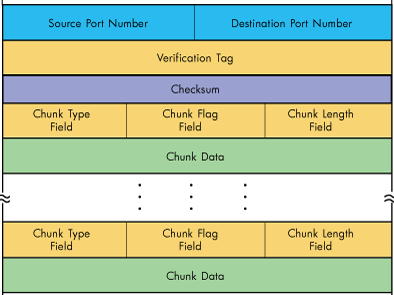 Source Port Number Destination Port Number
Verification Tag
Checksum
Chunk Type Chunk Flag Chunk Length
Field Field Field
Chunk Data
Chunk Type Chunk Flag Chunk Length
Field Field Field
Chunk Data